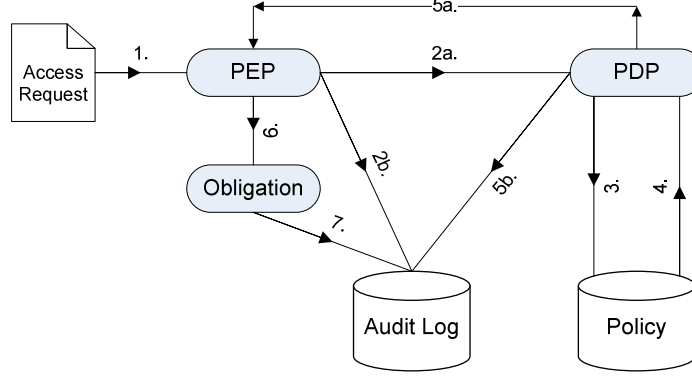 5a.
1.
2a.
Access
Request
PEP
PDP
6.
2b.
5b.
3.
4.
Obligation
7.
Audit Log
Policy